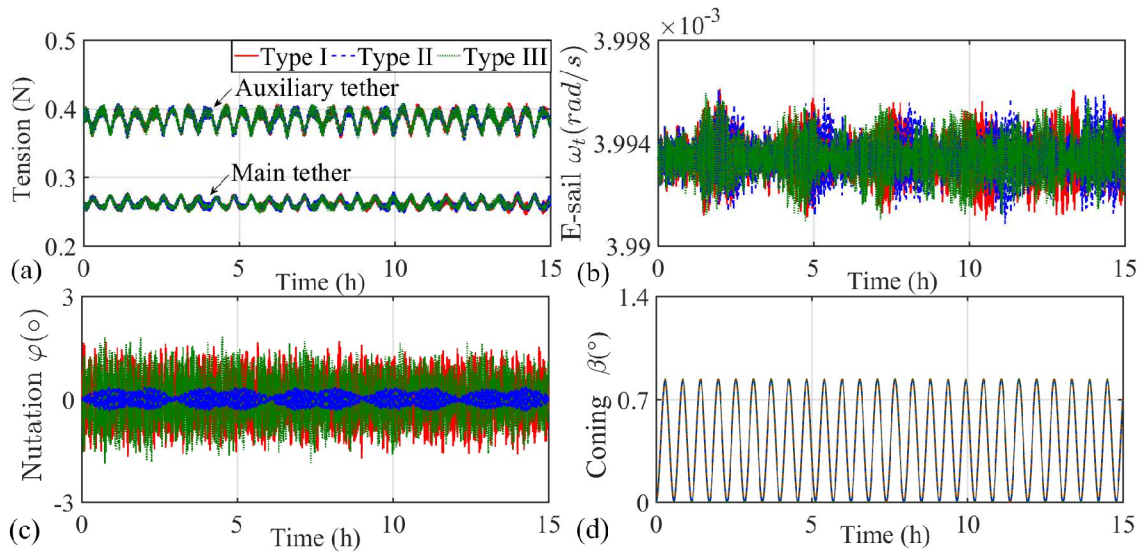 0.5
Type I Type II Type III
0.4
Auxiliary tether
Tension (N)
0.3
Main tether
0.2
0 5 10 15
(a) Time (h)
×10⁻³
3.998
E-sail ω_t(rad/s)
3.994
3.99
0 5 10 15
(b) Time (h)
3
Nutation φ(○)
0
-3
0 5 10 15
(c) Time (h)
1.4
Coning β(°)
0.7
0
0 5 10 15
(d) Time (h)